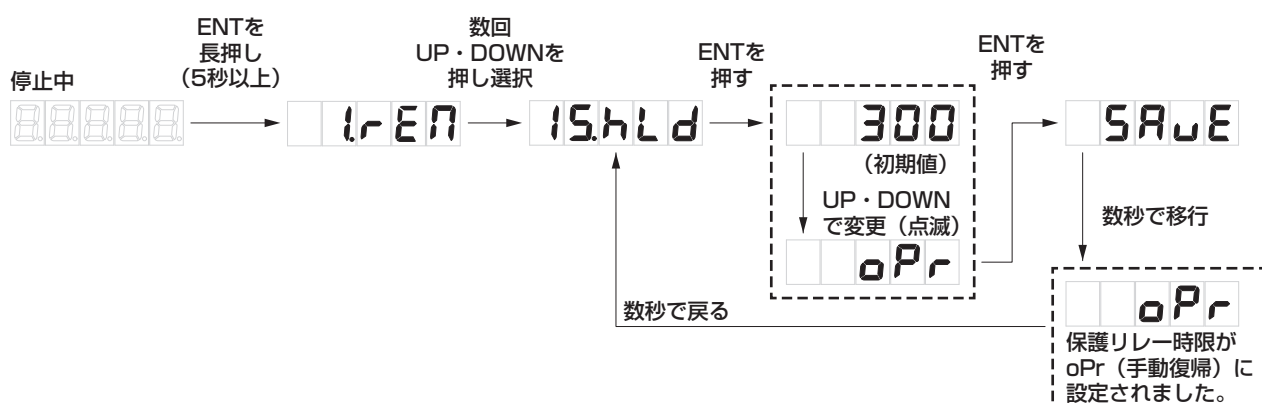 停止中
88888
ENTを
長押し
（5秒以上）
1.rEM
数回
UP・DOWNを
押し選択
15.hLd
ENTを
押す
300
（初期値）
UP・DOWN
で変更（点滅）
oPr
ENTを
押す
SAvE
数秒で移行
oPr
保護リレー時限が
oPr（手動復帰）に
設定されました。
数秒で戻る